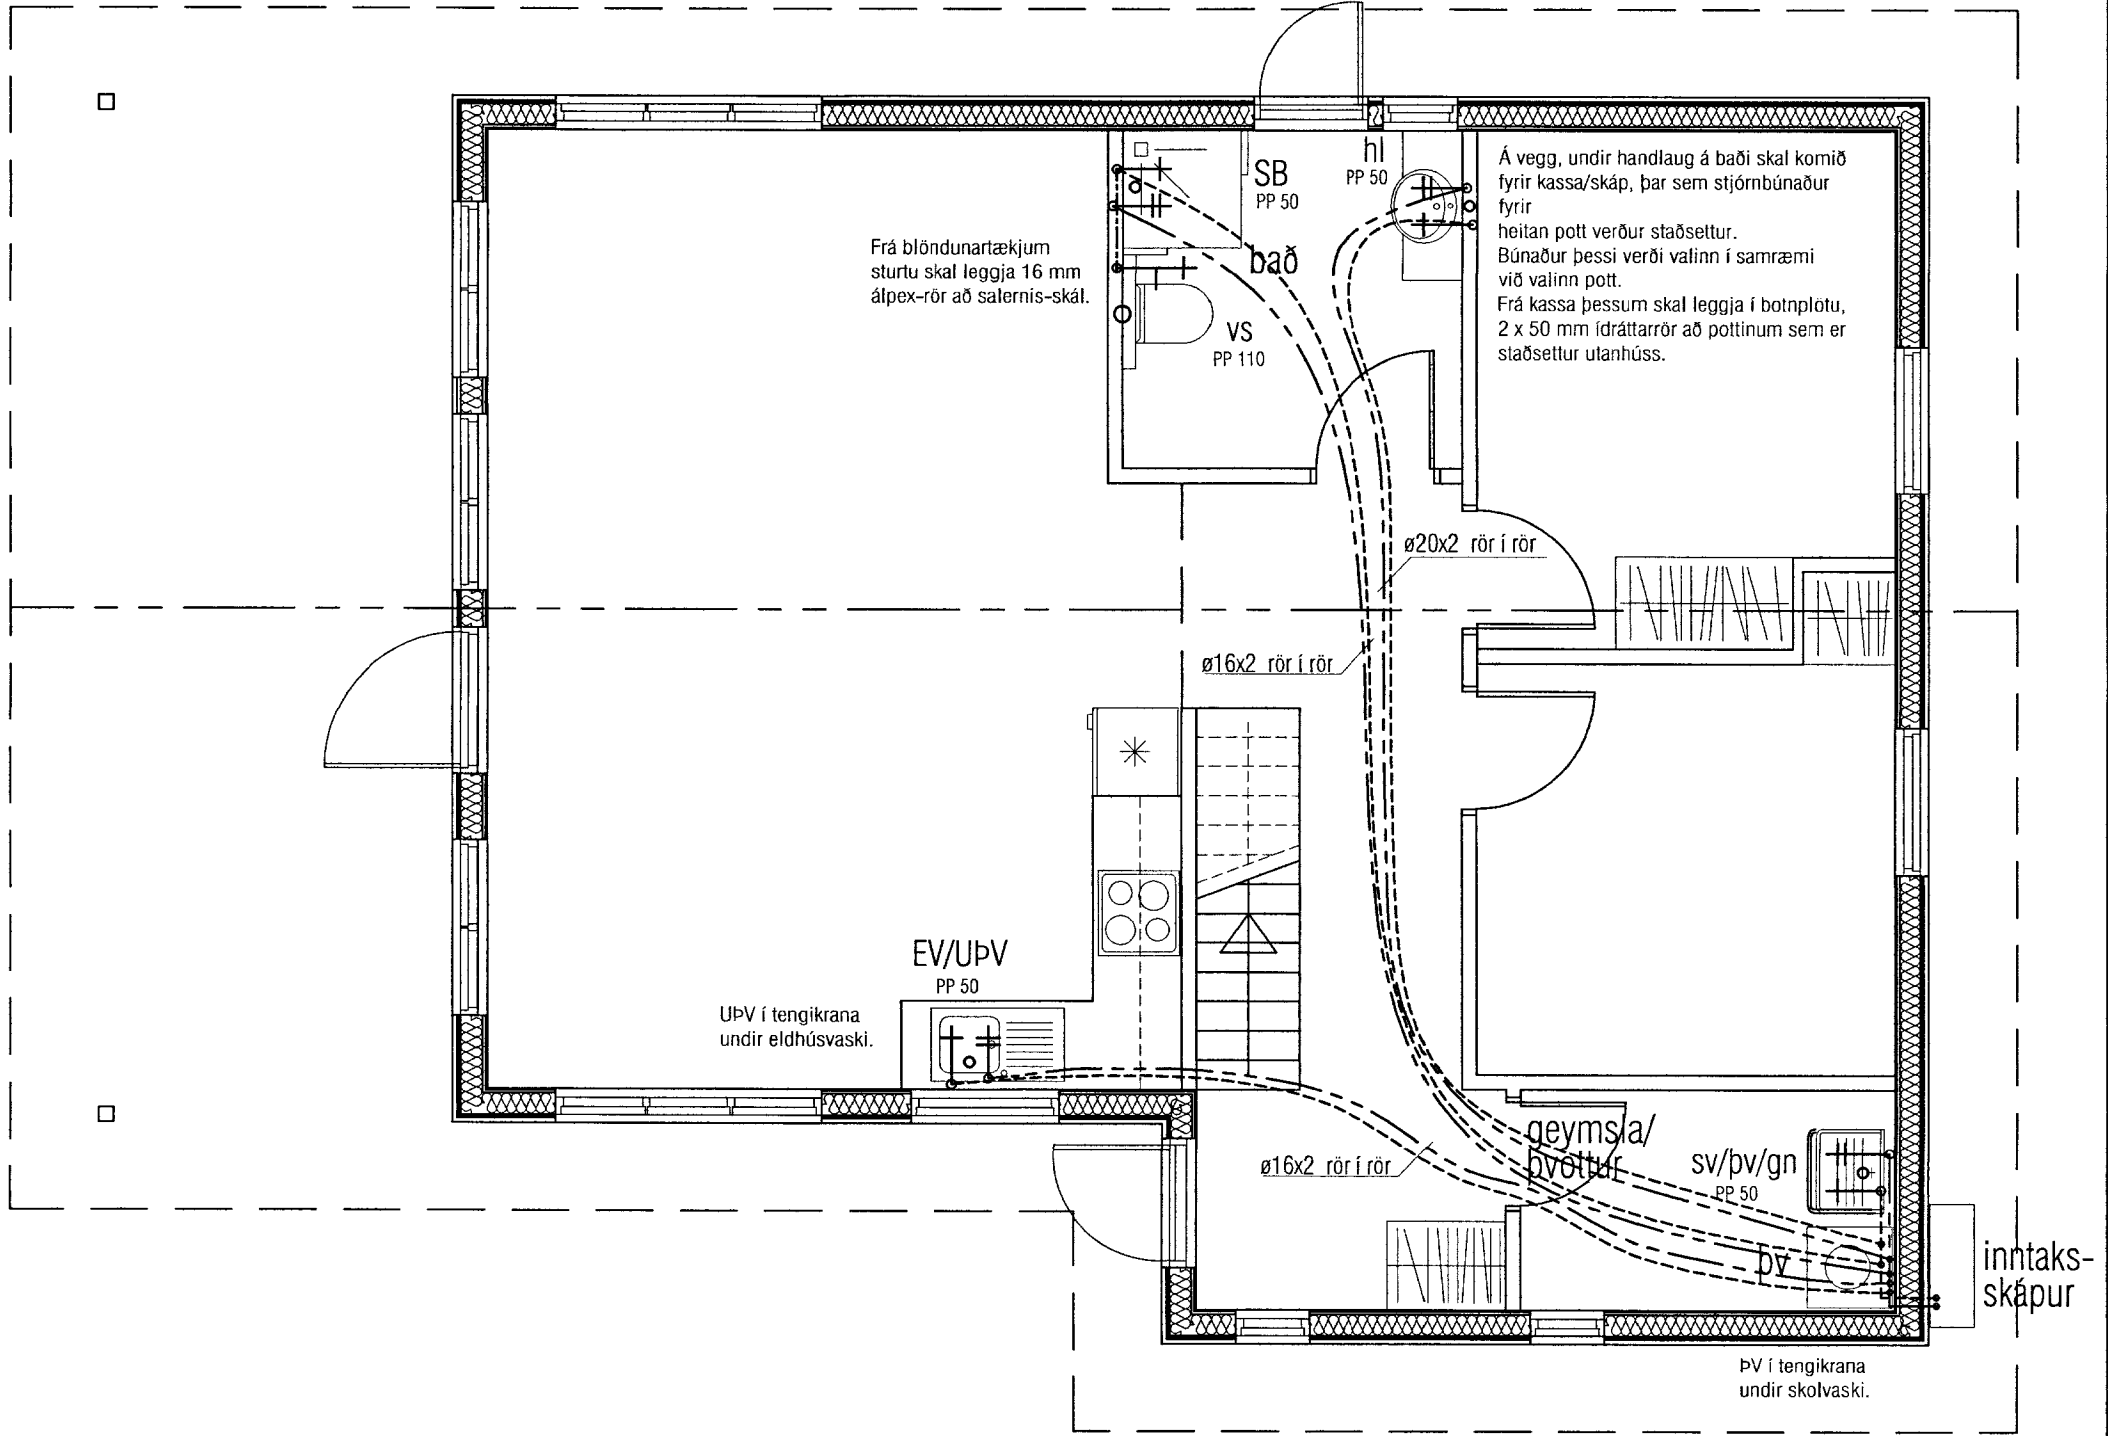 SB
PP 50
hl
PP 50
Á vegg, undir handlaug á baði skal komið
fyrir kassa/skáp, þar sem stjórnbúnaður
fyrir
heitan pott verður staðsettur.
Búnaður þessi verði valinn í samræmi
við valinn pott.
Frá kassa þessum skal leggja í botnplötu,
2 x 50 mm ídráttarrör að pottinum sem er
staðsettur utanhúss.
Frá blöndunartækjum
sturtu skal leggja 16 mm
álpex-rör að salernis-skál.
bað
VS
PP 110
ø20x2 rör í rör
ø16x2 rör í rör
EV/UÞV
PP 50
UÞV í tengikrana
undir eldhúsvaski.
ø16x2 rör í rör
geymsla/
þvottur
sv/þv/gn
PP 50
þv
inntaks-
skápur
ÞV í tengikrana
undir skolvaski.